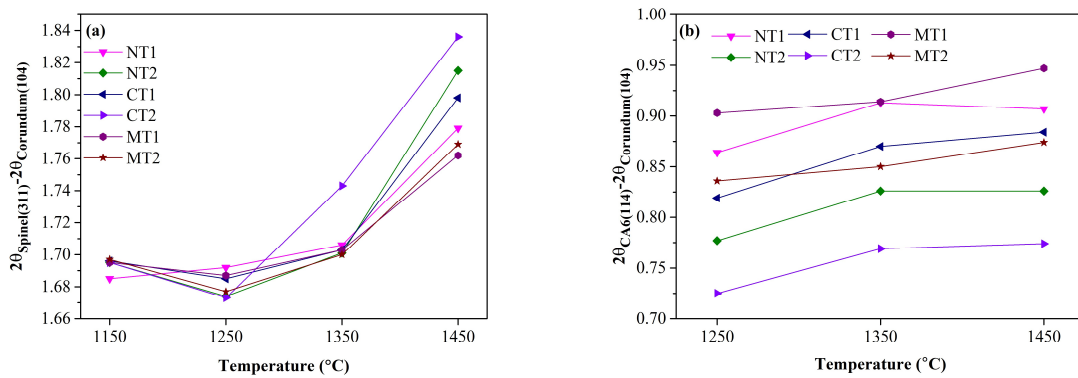 (a)
NT1
NT2
CT1
CT2
MT1
MT2
1.84
1.82
1.80
1.78
1.76
1.74
1.72
1.70
1.68
1.66
2θSpinel(311)-2θCorundum(104)
1150
1250
1350
1450
Temperature (°C)
(b)
NT1
CT1
MT1
NT2
CT2
MT2
1.00
0.95
0.90
0.85
0.80
0.75
0.70
2θCA6(114)-2θCorundum(104)
1250
1350
1450
Temperature (°C)